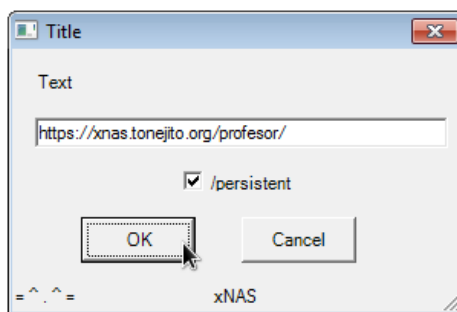 Title
Text
https://xnas.tonejito.org/profesor/
/persistent
OK Cancel
=^.^= xNAS